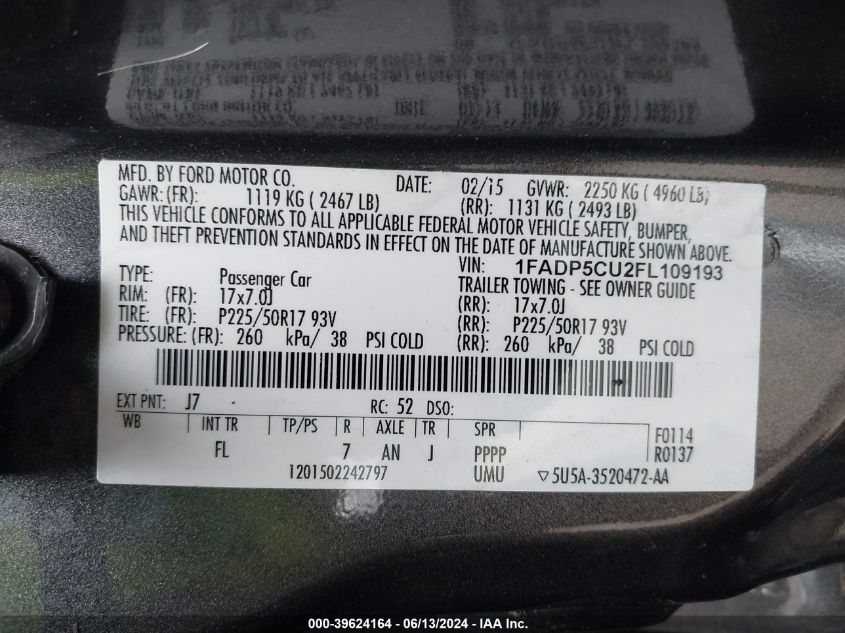 MFD. BY FORD MOTOR CO. DATE: 02/15 GVWR: 2250 KG ( 4960 LB)
GAWR: (FR): 1119 KG ( 2467 LB) (RR): 1131 KG ( 2493 LB)
THIS VEHICLE CONFORMS TO ALL APPLICABLE FEDERAL MOTOR VEHICLE SAFETY, BUMPER,
AND THEFT PREVENTION STANDARDS IN EFFECT ON THE DATE OF MANUFACTURE SHOWN ABOVE.
VIN: 1FADP5CU2FL109193
TYPE: Passenger Car TRAILER TOWING - SEE OWNER GUIDE
RIM: (FR): 17x7.0J (RR): 17x7.0J
TIRE: (FR): P225/50R17 93V (RR): P225/50R17 93V
PRESSURE: (FR): 260 kPa/ 38 PSI COLD (RR): 260 kPa/ 38 PSI COLD
EXT PNT: J7 RC: 52 DSO:
WB INT TR TP/PS R AXLE TR SPR F0114
FL 7 AN J PPPP R0137
1201502242797 UMU ▽5U5A-3520472-AA
000-39624164 - 06/13/2024 - IAAI.com